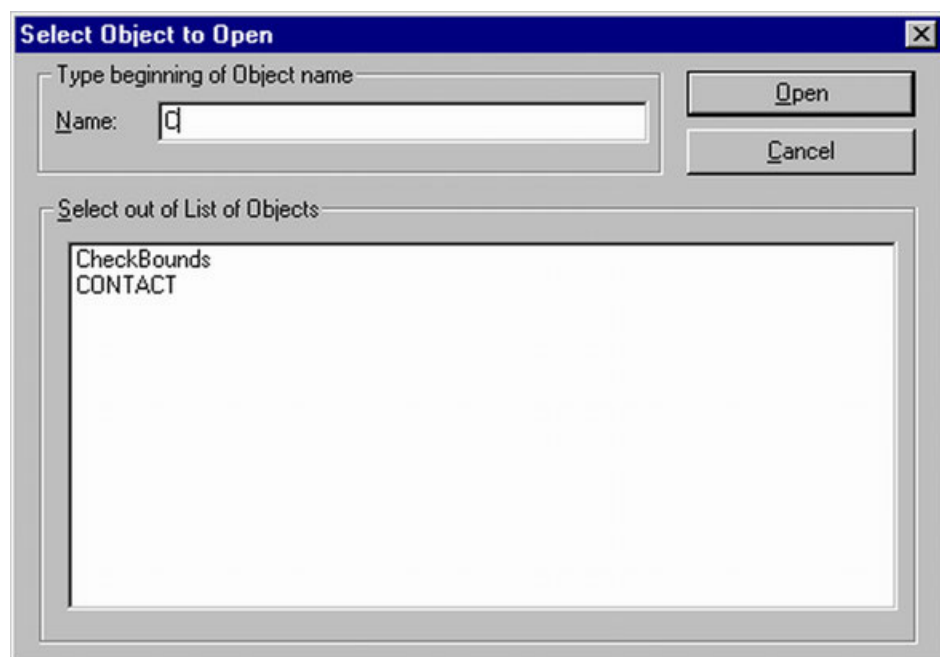 Select Object to Open
Type beginning of Object name
Open
Name: C
Cancel
Select out of List of Objects
CheckBounds
CONTACT